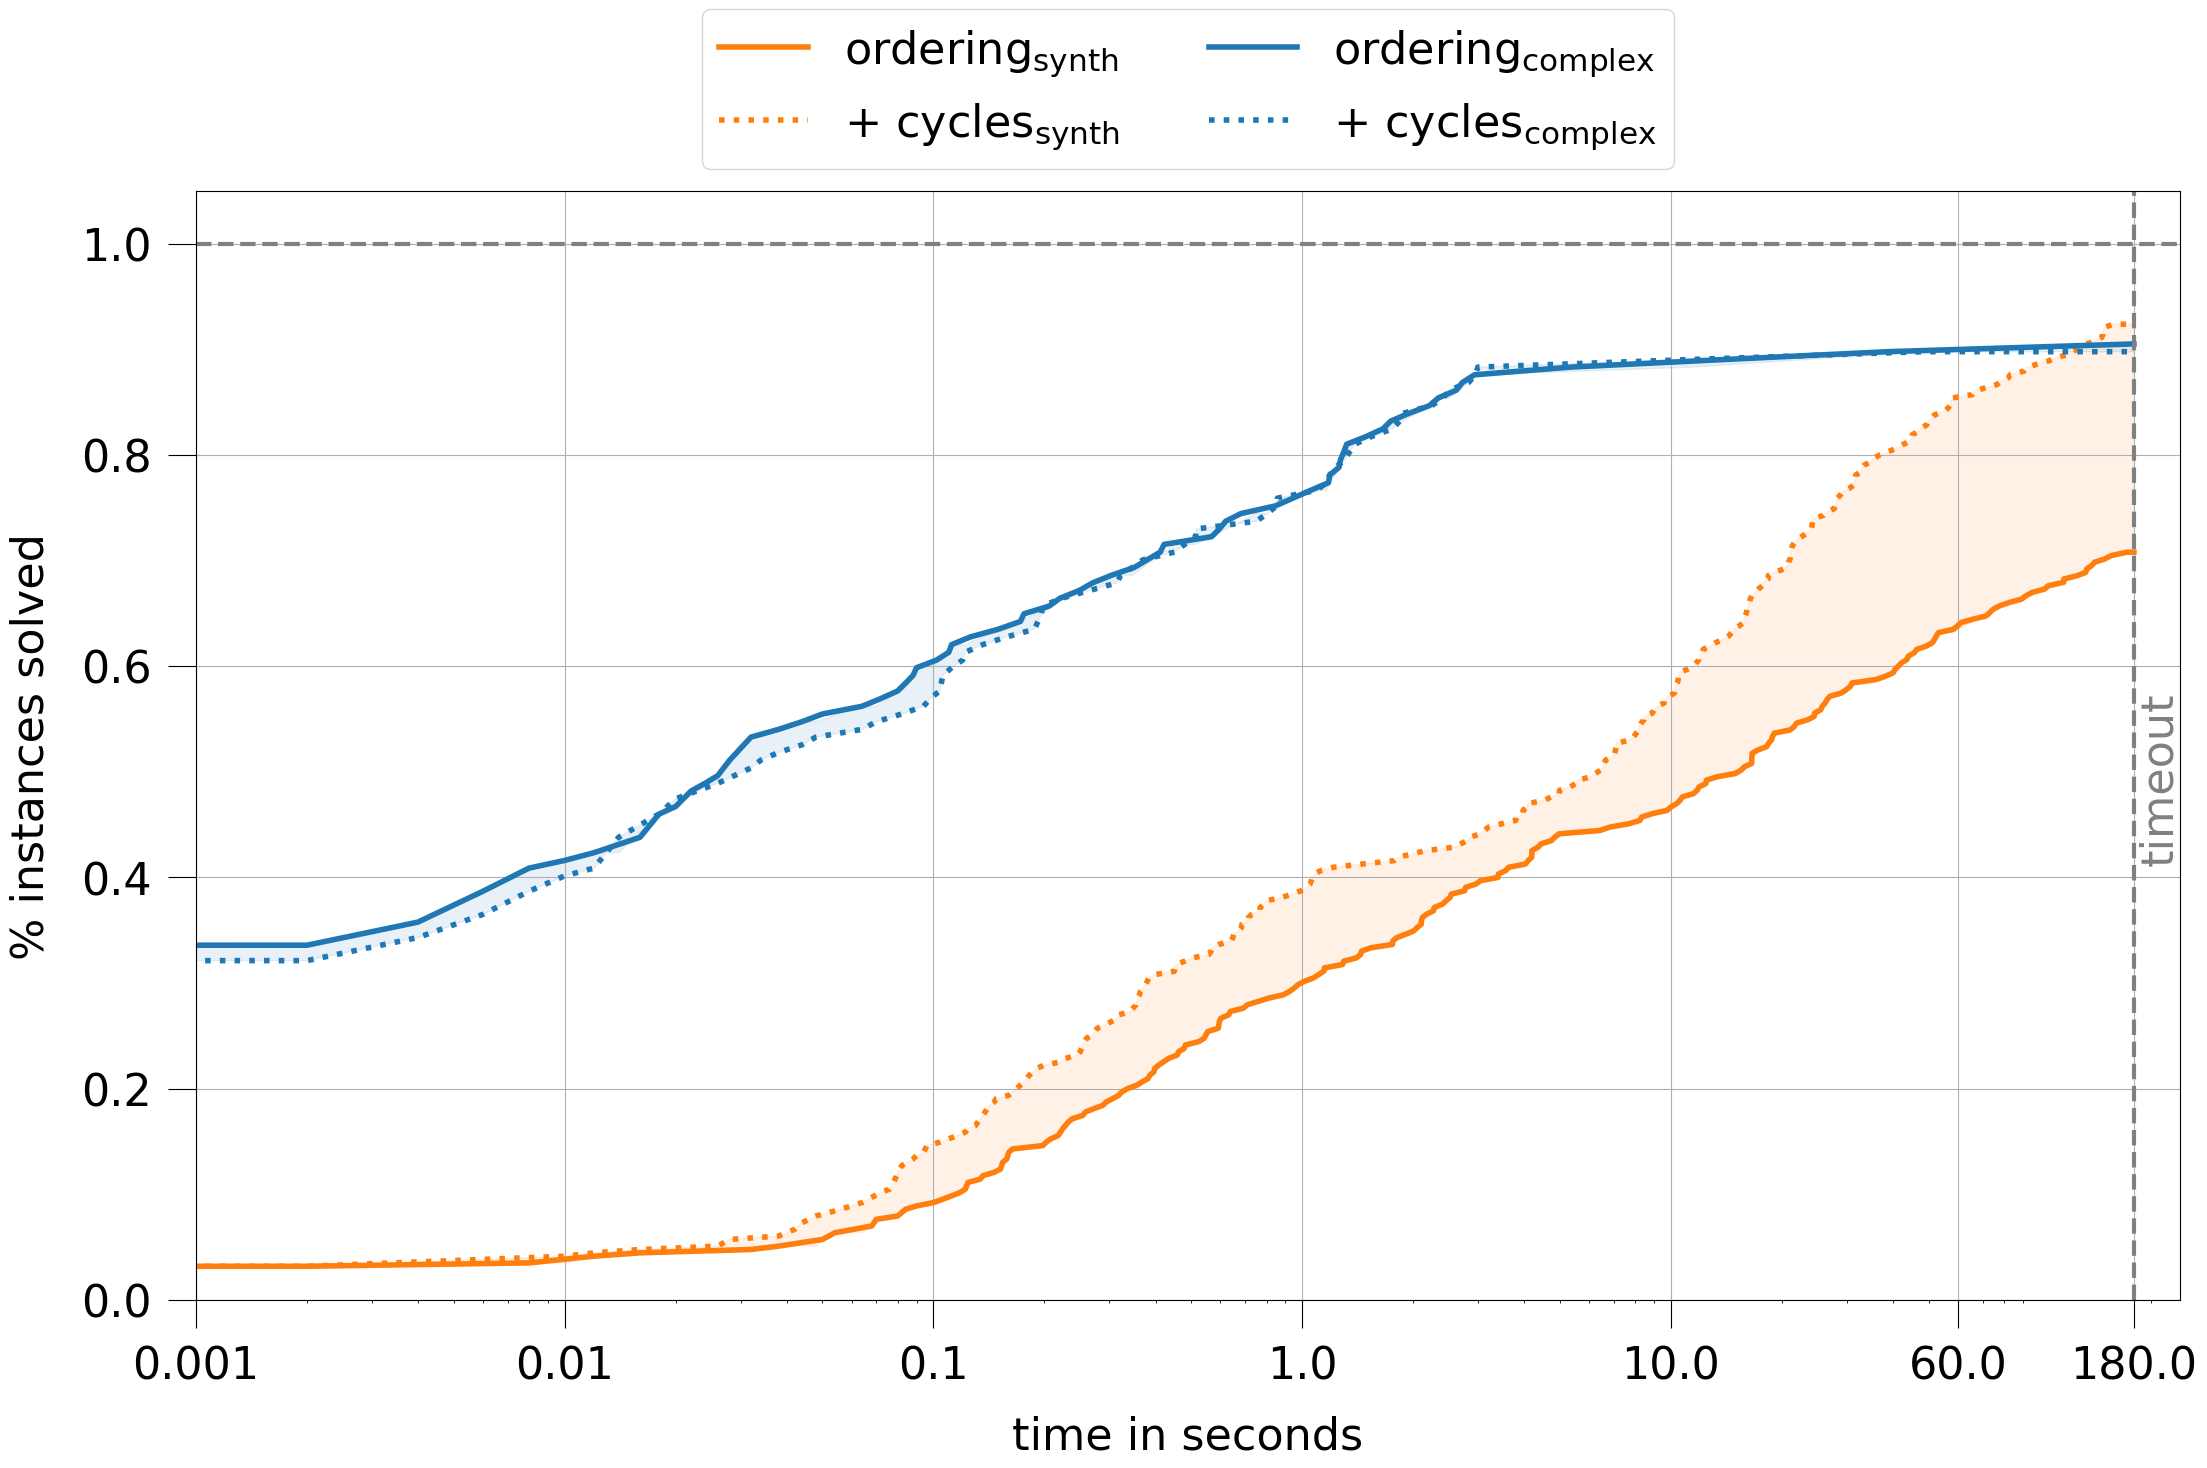 ordering_synth ordering_complex
+ cycles_synth + cycles_complex
1.0
0.8
0.6
0.4
0.2
0.0
% instances solved
timeout
0.001 0.01 0.1 1.0 10.0 60.0 180.0
time in seconds